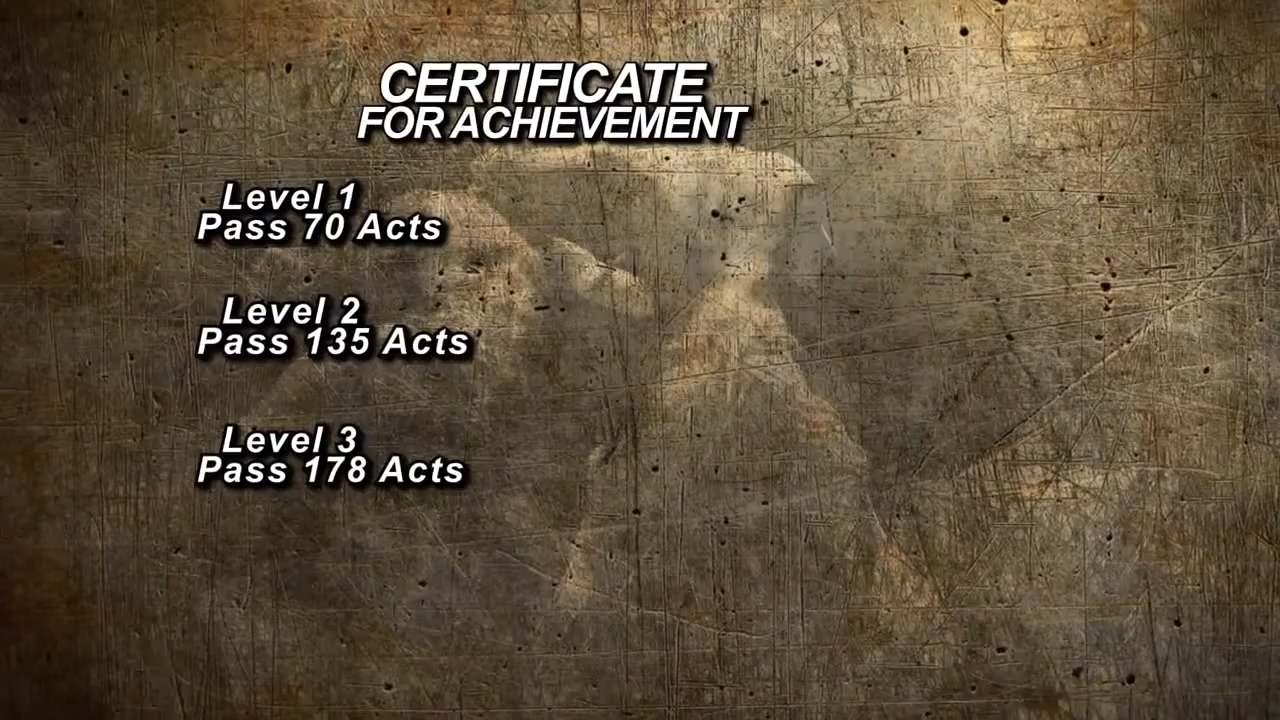 CERTIFICATE
FOR ACHIEVEMENT
Level 1
Pass 70 Acts
Level 2
Pass 135 Acts
Level 3
Pass 178 Acts